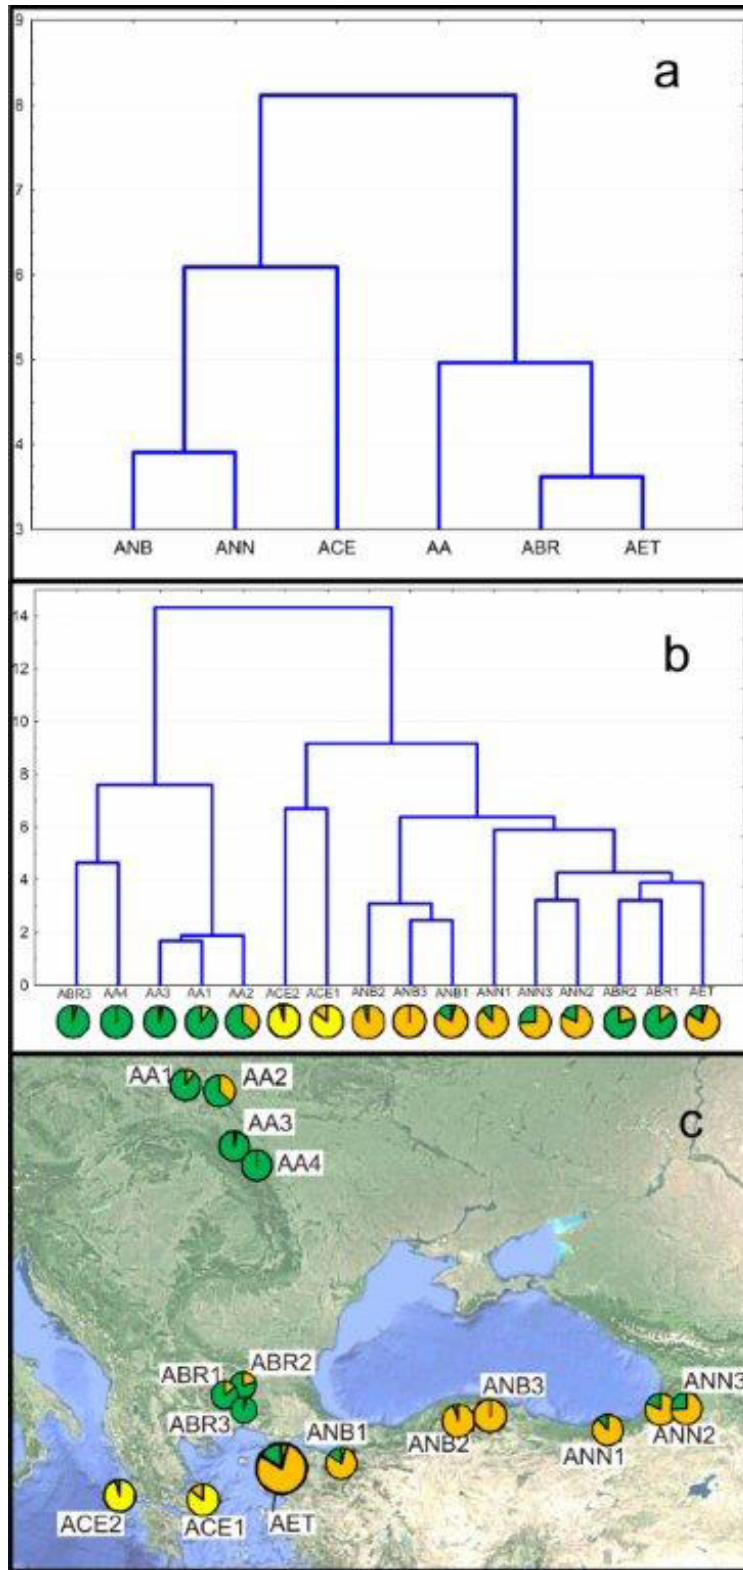 a
9
8
7
6
5
4
3
ANB ANN ACE AA ABR AET
b
14
12
10
8
6
4
2
0
ABR3 AA4 AA3 AA1 AA2 ACE2 ACE1 ANB2 ANB3 ANB1 ANN1 ANN3 ANN2 ABR2 ABR1 AET
c
AA1 AA2
AA3
AA4
ABR1 ABR2
ABR3
ANB3 ANN3
ANB1 ANB2 ANN1 ANN2
ACE2 ACE1 AET